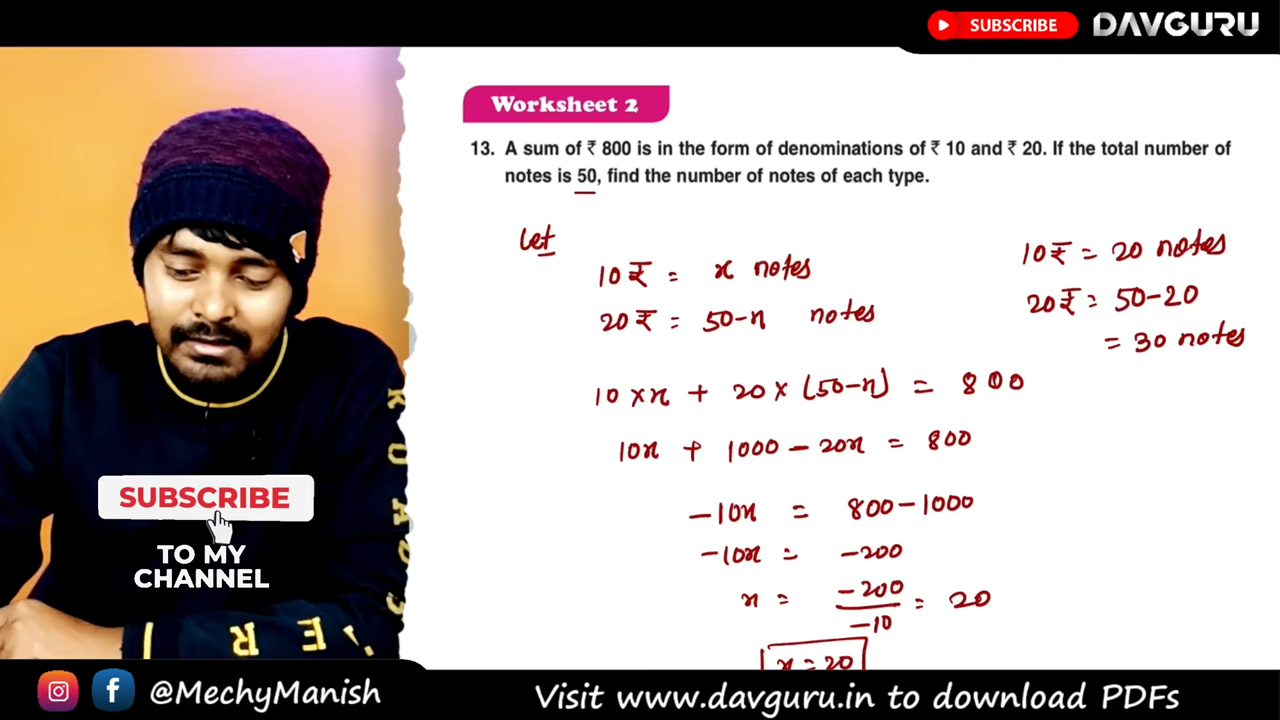 SUBSCRIBE DAVGURU
Worksheet 2
13. A sum of ₹ 800 is in the form of denominations of ₹ 10 and ₹ 20. If the total number of
notes is 50, find the number of notes of each type.
Let
10₹ = x notes
20₹ = 50-x notes
10₹ = 20 notes
20₹ = 50-20
= 30 notes
10 × x + 20 × (50-x) = 800
10x + 1000 - 20x = 800
-10x = 800-1000
-10x = -200
x = -200/-10 = 20
x = 20
SUBSCRIBE
TO MY
CHANNEL
@MechyManish
Visit www.davguru.in to download PDFs